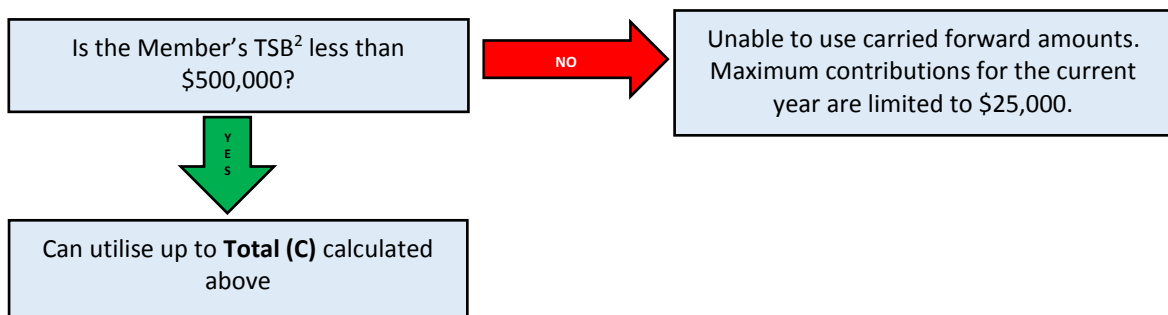 Is the Member's TSB² less than
$500,000?
NO
Unable to use carried forward amounts.
Maximum contributions for the current
year are limited to $25,000.
YES
Can utilise up to Total (C) calculated
above